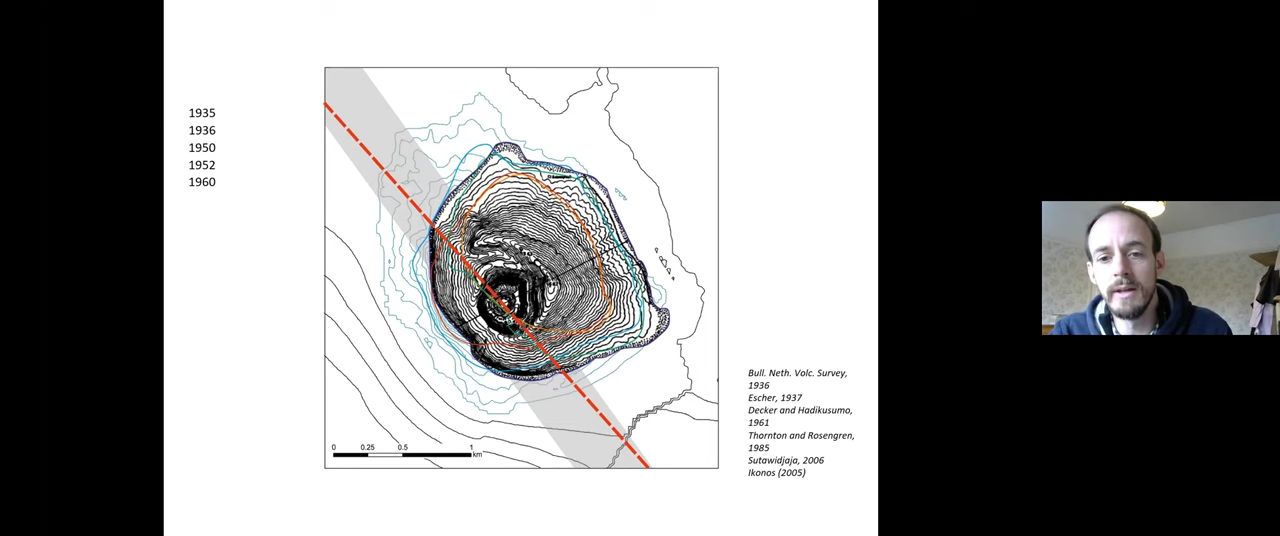 1935
1936
1950
1952
1960
0 0.25 0.5 1
km
Bull. Neth. Volc. Survey,
1936
Escher, 1937
Decker and Hadikusumo,
1961
Thornton and Rosengren,
1985
Sutawidjaja, 2006
Ikonos (2005)